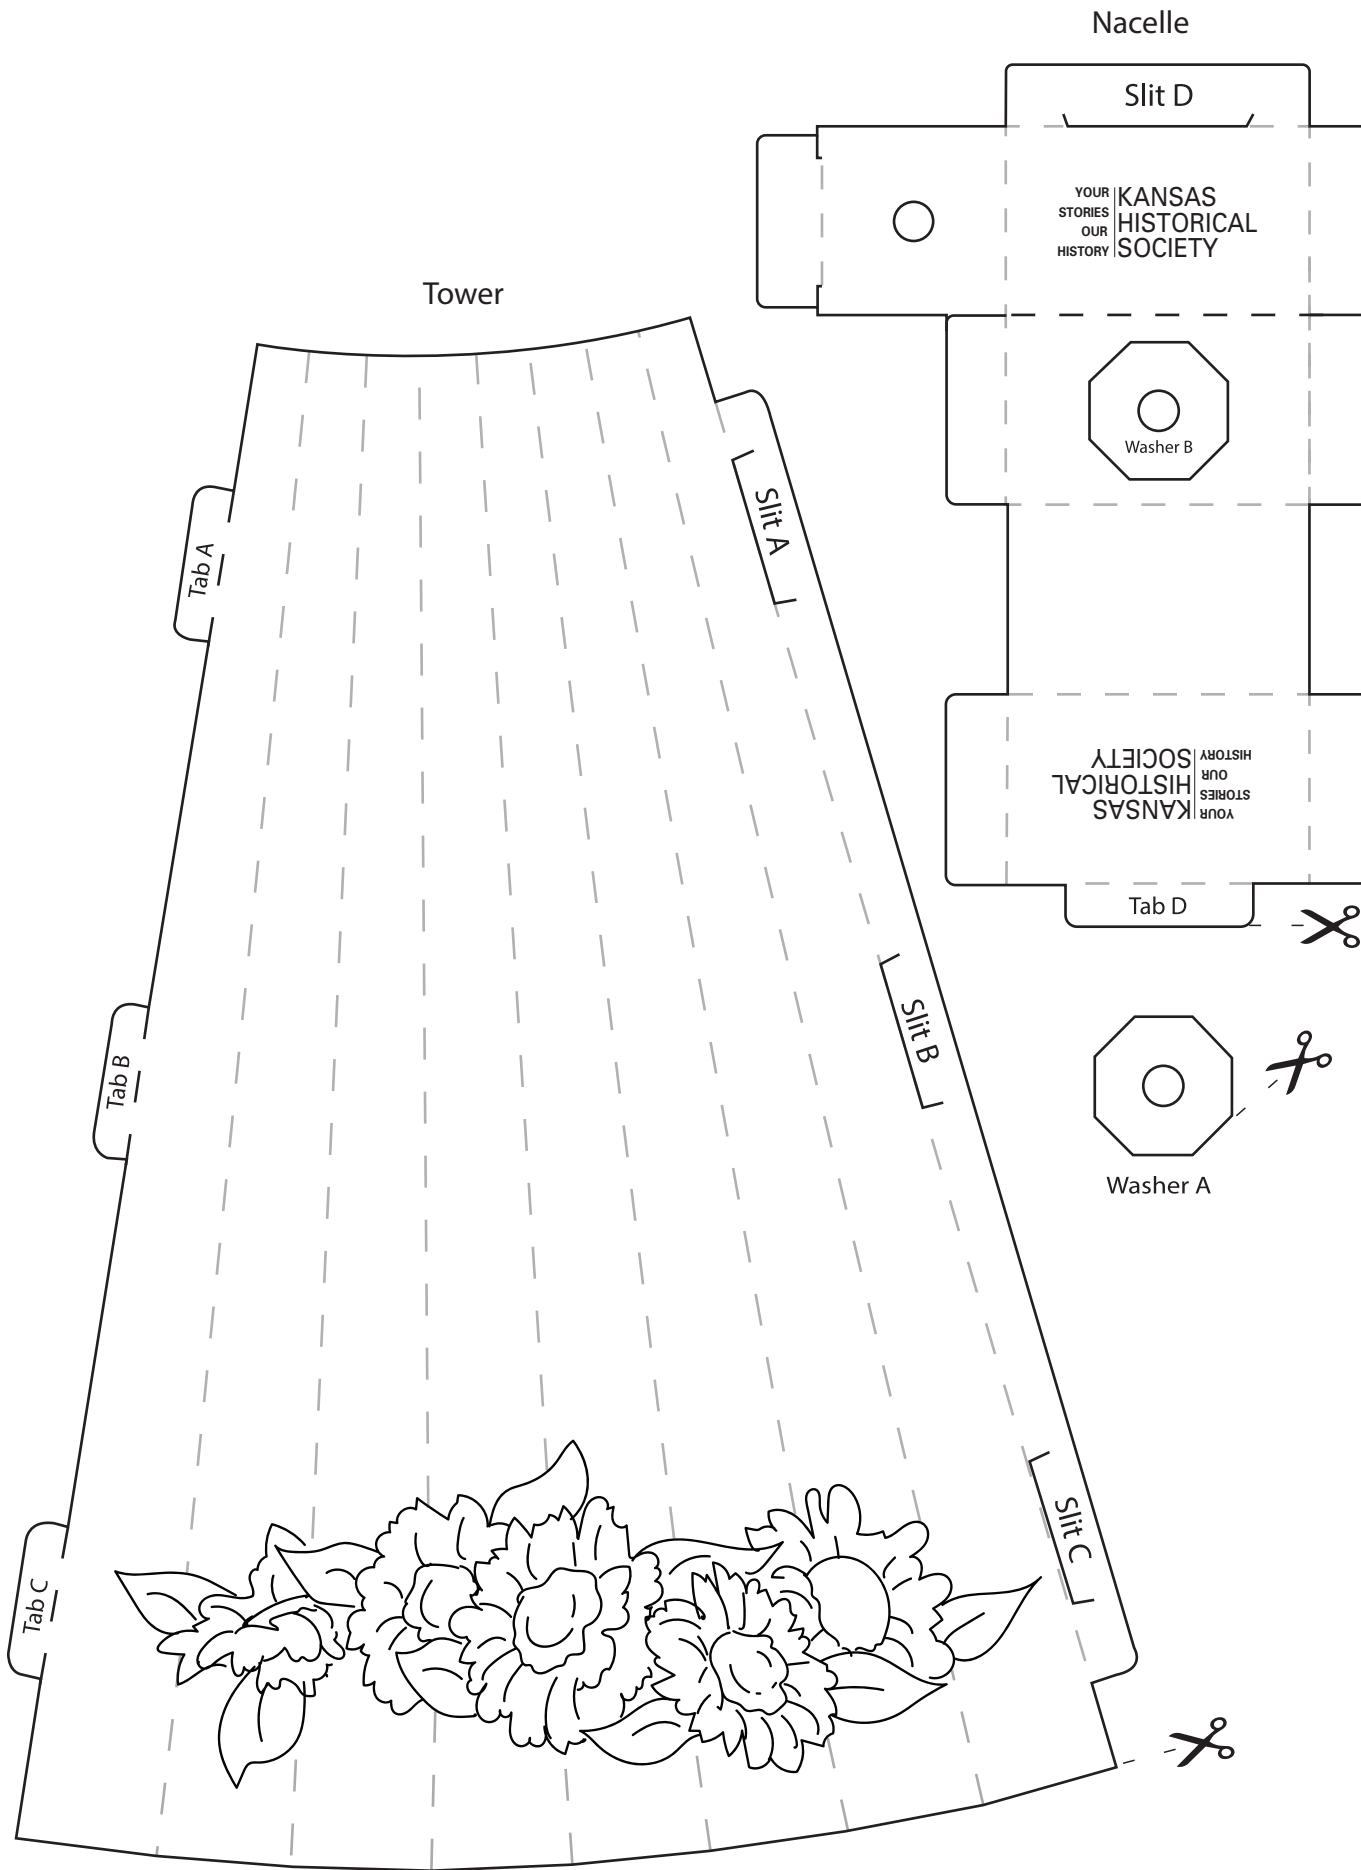 Nacelle
Slit D
YOUR
STORIES
OUR
HISTORY
KANSAS
HISTORICAL
SOCIETY
Tower
Washer B
Slit A
Tab A
YOUR
STORIES
OUR
HISTORY
KANSAS
HISTORICAL
SOCIETY
Tab D
Slit B
Tab B
Washer A
Slit C
Tab C